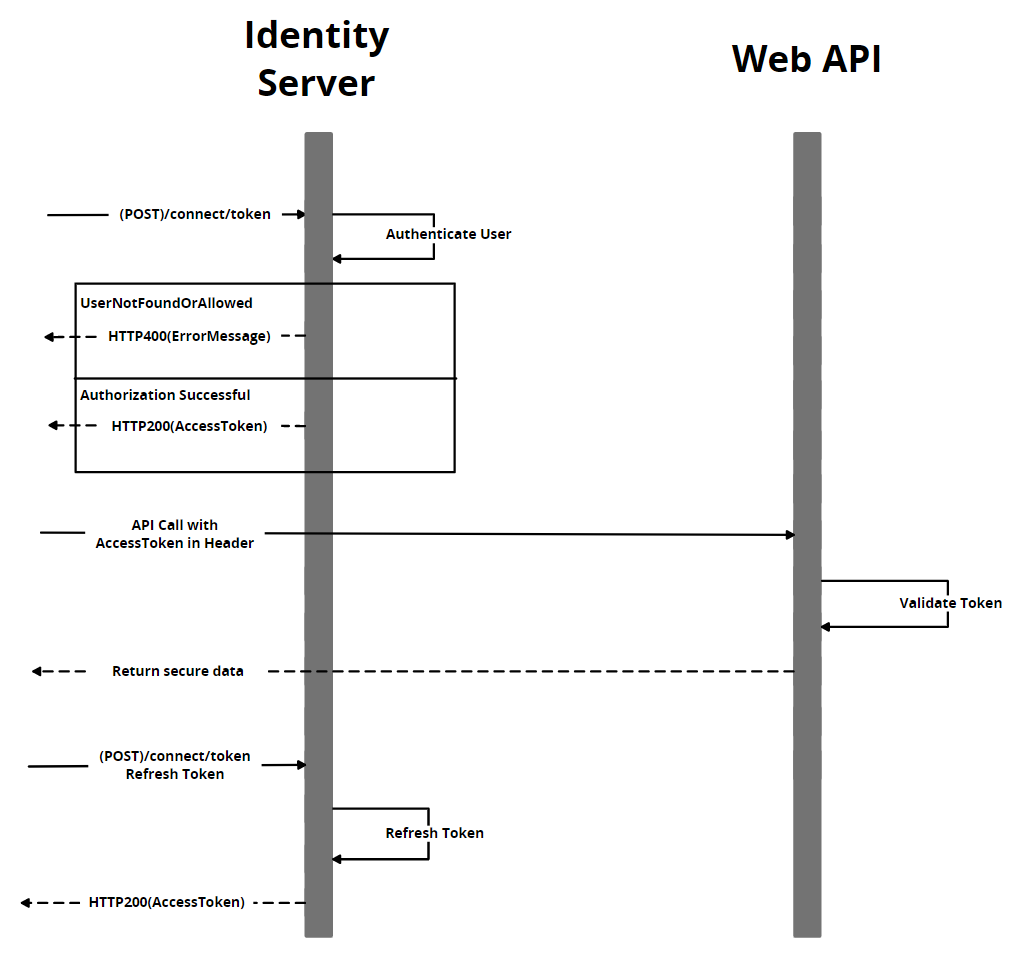 Identity
Server
Web API
(POST)/connect/token
Authenticate User
UserNotFoundOrAllowed
HTTP400(ErrorMessage)
Authorization Successful
HTTP200(AccessToken)
API Call with
AccessToken in Header
Validate Token
Return secure data
(POST)/connect/token
Refresh Token
Refresh Token
HTTP200(AccessToken)